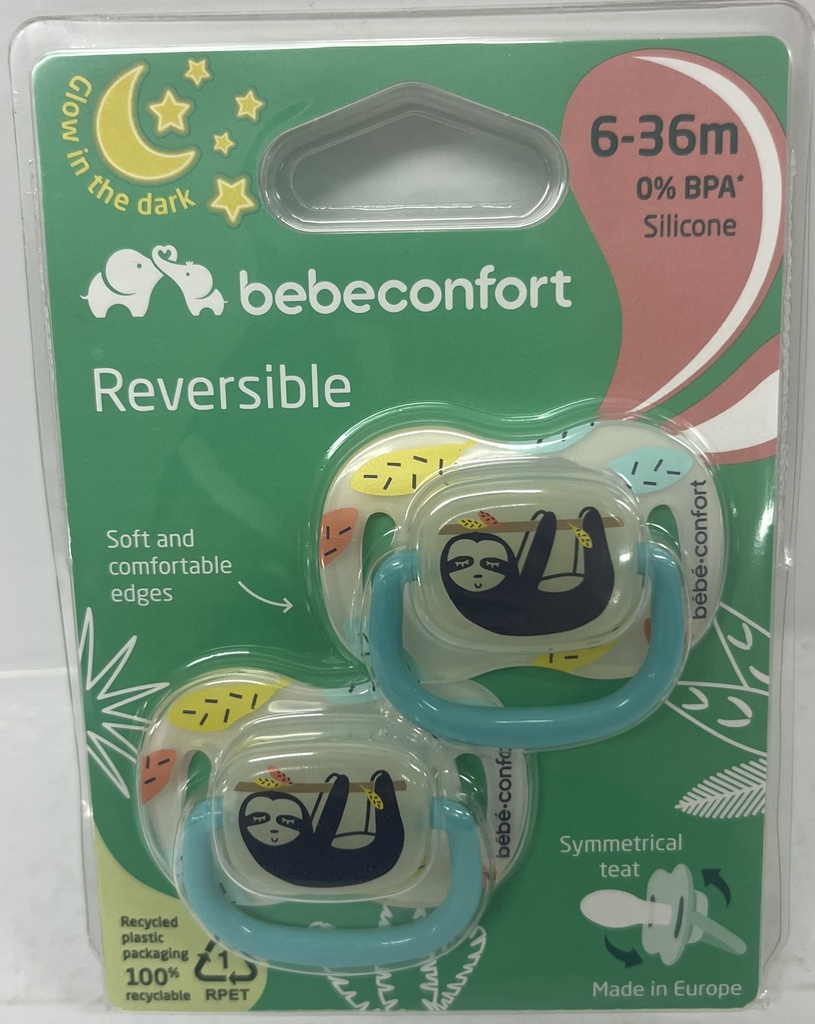 Glow in the dark
6-36m
0% BPA*
Silicone
bebeconfort
Reversible
Soft and
comfortable
edges
bébé·confort
bébé·confo
Symmetrical
teat
Recycled
plastic
packaging
100%
recyclable
1
RPET
Made in Europe